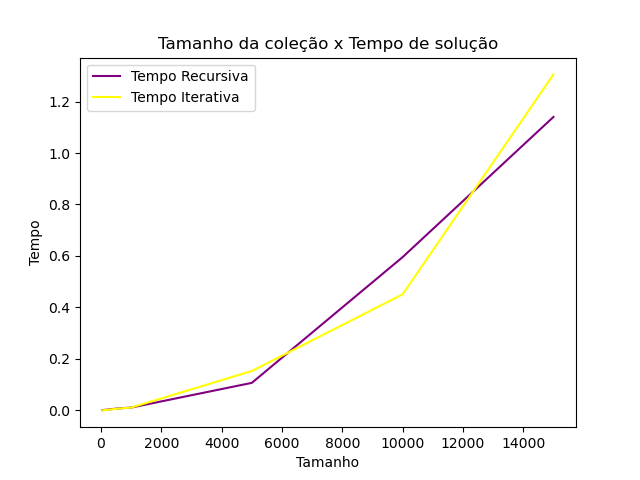 Tamanho da coleção x Tempo de solução
Tempo Recursiva
Tempo Iterativa
1.2
1.0
0.8
0.6
0.4
0.2
0.0
Tempo
0 2000 4000 6000 8000 10000 12000 14000
Tamanho